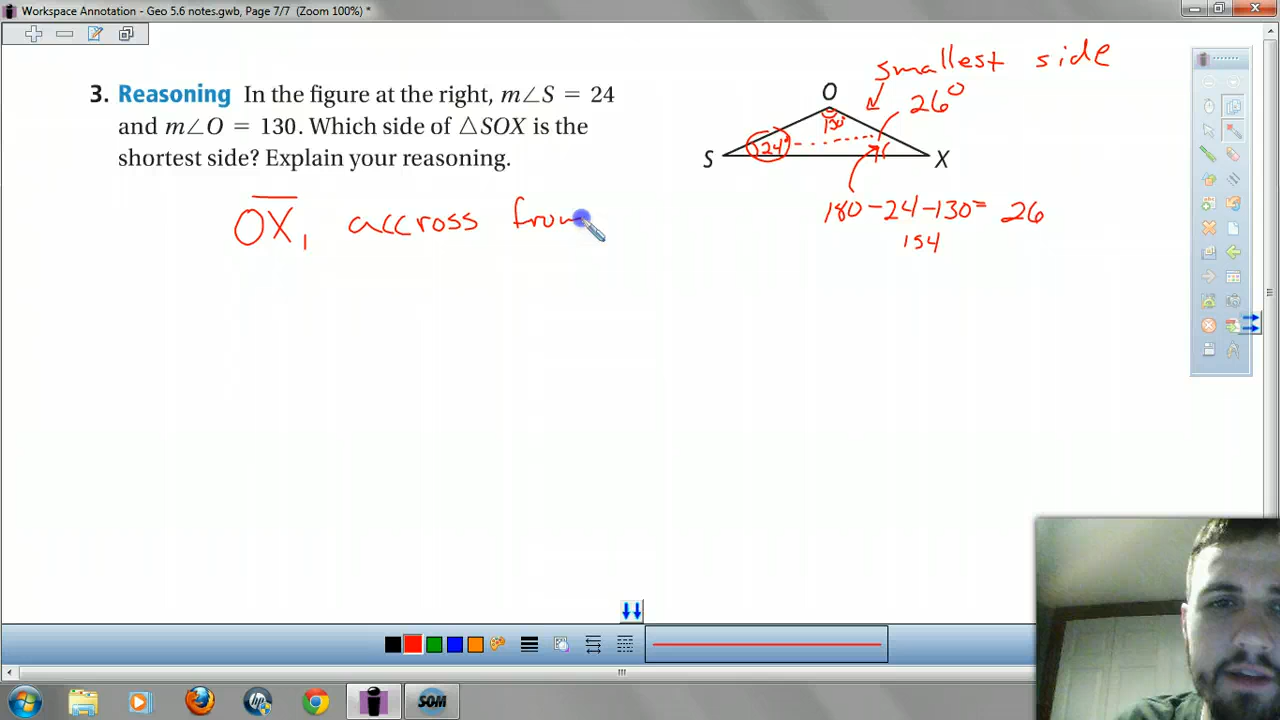 Workspace Annotation - Geo 5.6 notes.gwb, Page 7/7 (Zoom 100%) *
smallest side
3. Reasoning In the figure at the right, m∠S = 24
and m∠O = 130. Which side of △SOX is the
shortest side? Explain your reasoning.
O
26°
130°
24°
S
X
180-24-130= 26
154
OX, accross from
SOM